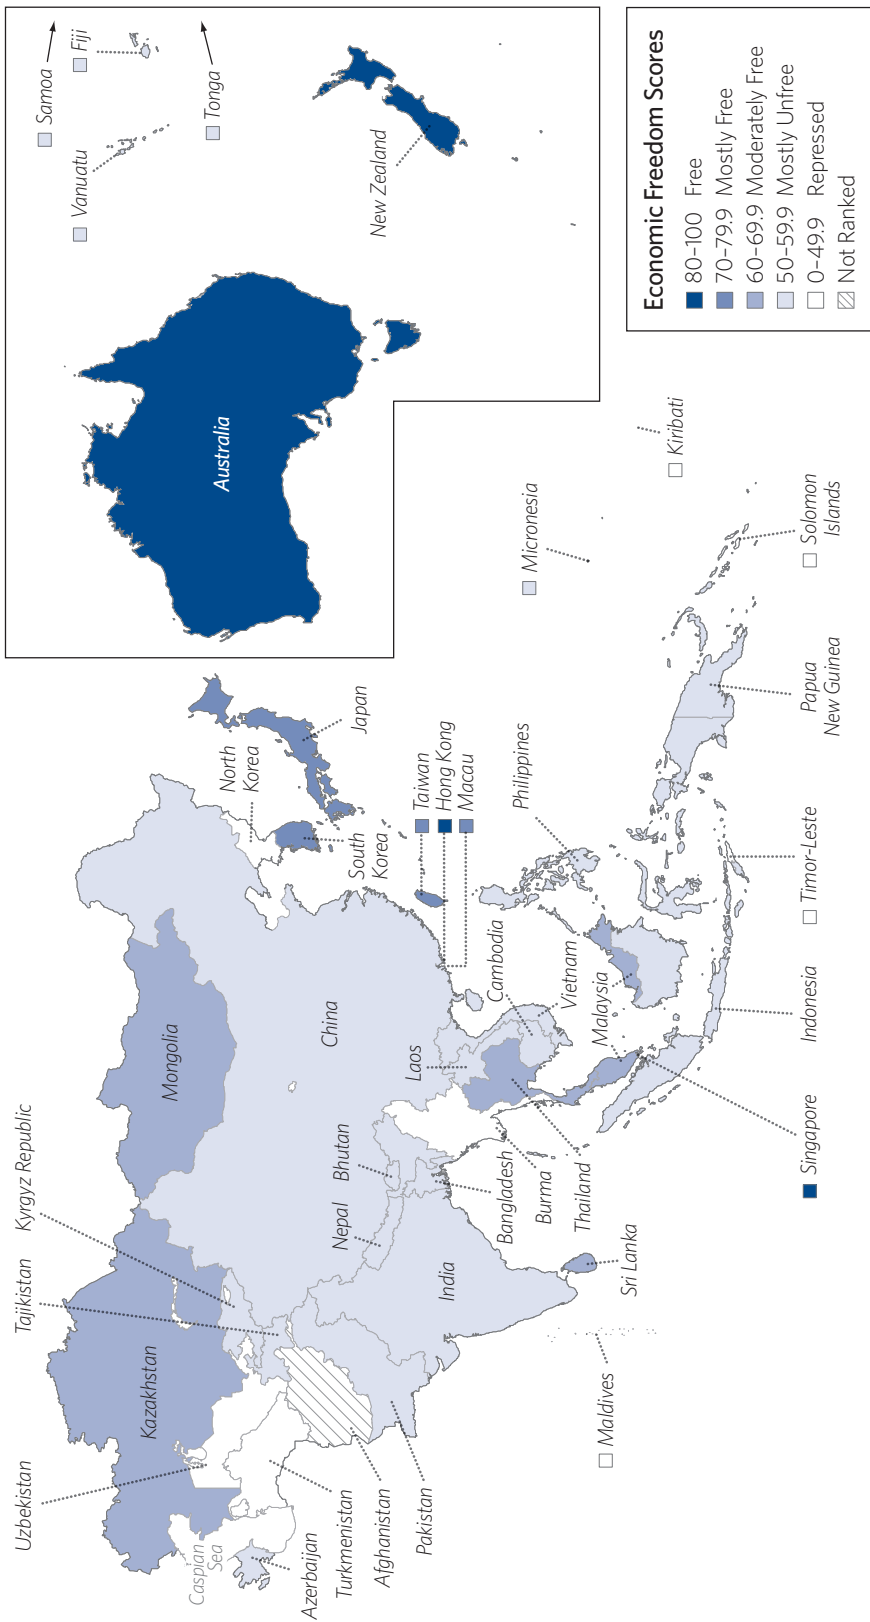 Kyrgyz Republic
Tajikistan
Uzbekistan
Kazakhstan
Mongolia
Caspian
Sea
Azerbaijan
Turkmenistan
Afghanistan
Pakistan
India
Nepal
Bhutan
China
North
Korea
South
Korea
Japan
Taiwan
Hong Kong
Macau
Philippines
Laos
Cambodia
Vietnam
Malaysia
Bangladesh
Burma
Thailand
Sri Lanka
Maldives
Singapore
Indonesia
Timor-Leste
Papua
New Guinea
Solomon
Islands
Micronesia
Kiribati
Australia
New Zealand
Vanuatu
Samoa
Fiji
Tonga
Economic Freedom Scores
80–100 Free
70–79.9 Mostly Free
60–69.9 Moderately Free
50–59.9 Mostly Unfree
0–49.9 Repressed
Not Ranked